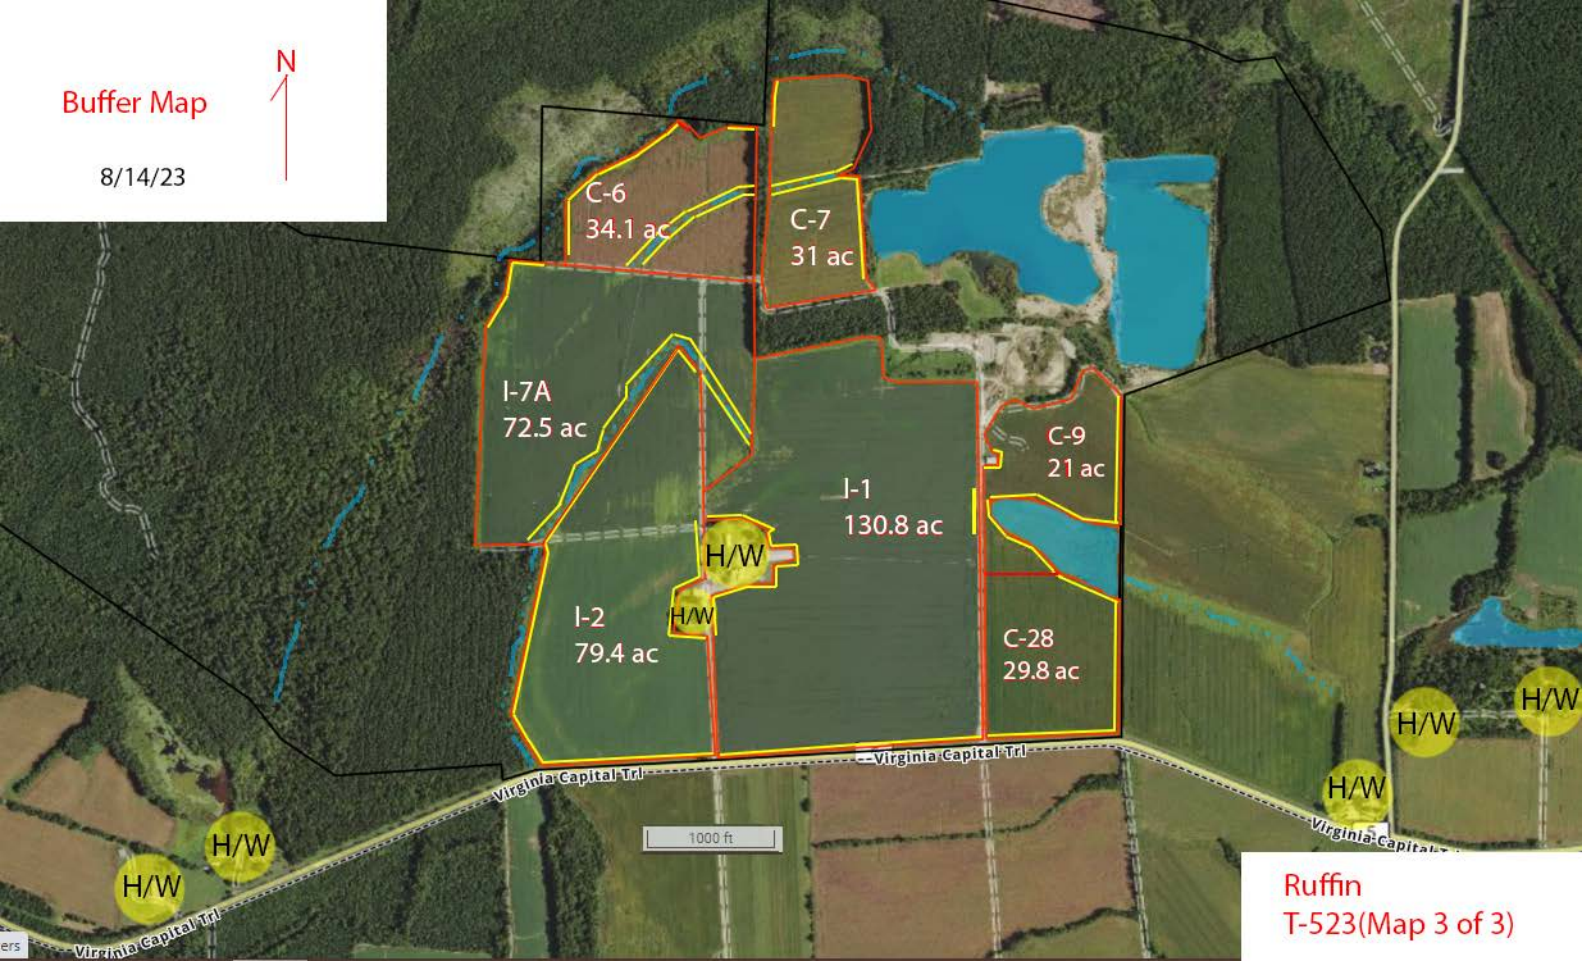 N
Buffer Map
8/14/23
C-6
34.1 ac
C-7
31 ac
I-7A
72.5 ac
C-9
21 ac
I-1
130.8 ac
H/W
H/W
I-2
79.4 ac
C-28
29.8 ac
H/W
H/W
H/W
Virginia Capital Trl
Virginia Capital Trl
1000 ft
5
Virginia Capital T
H/W
H/W
Virginia Capital Trl
ers
Ruffin
T-523(Map 3 of 3)